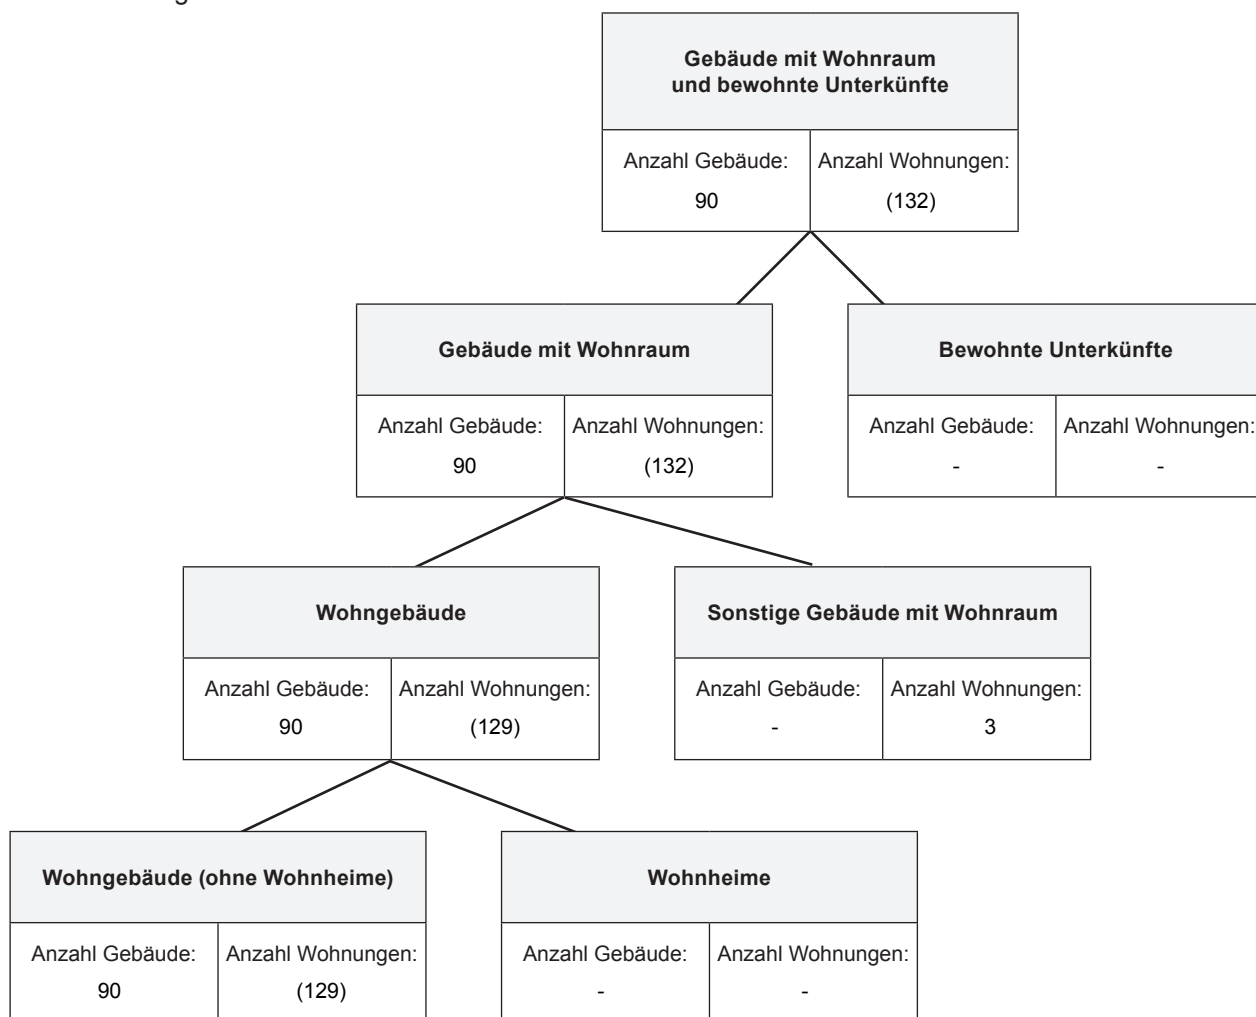 Gebäude mit Wohnraum
und bewohnte Unterkünfte
Anzahl Gebäude: Anzahl Wohnungen:
90 (132)
Gebäude mit Wohnraum
Anzahl Gebäude: Anzahl Wohnungen:
90 (132)
Bewohnte Unterkünfte
Anzahl Gebäude: Anzahl Wohnungen:
- -
Wohngebäude
Anzahl Gebäude: Anzahl Wohnungen:
90 (129)
Sonstige Gebäude mit Wohnraum
Anzahl Gebäude: Anzahl Wohnungen:
- 3
Wohngebäude (ohne Wohnheime)
Anzahl Gebäude: Anzahl Wohnungen:
90 (129)
Wohnheime
Anzahl Gebäude: Anzahl Wohnungen:
- -